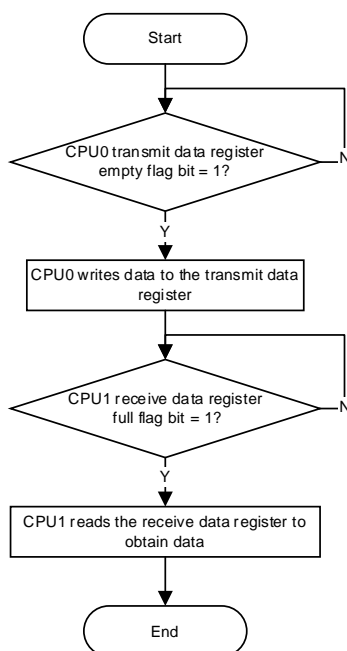 Start
CPU0 transmit data register
empty flag bit = 1?
N
Y
CPU0 writes data to the transmit data
register
CPU1 receive data register
full flag bit = 1?
N
Y
CPU1 reads the receive data register to
obtain data
End